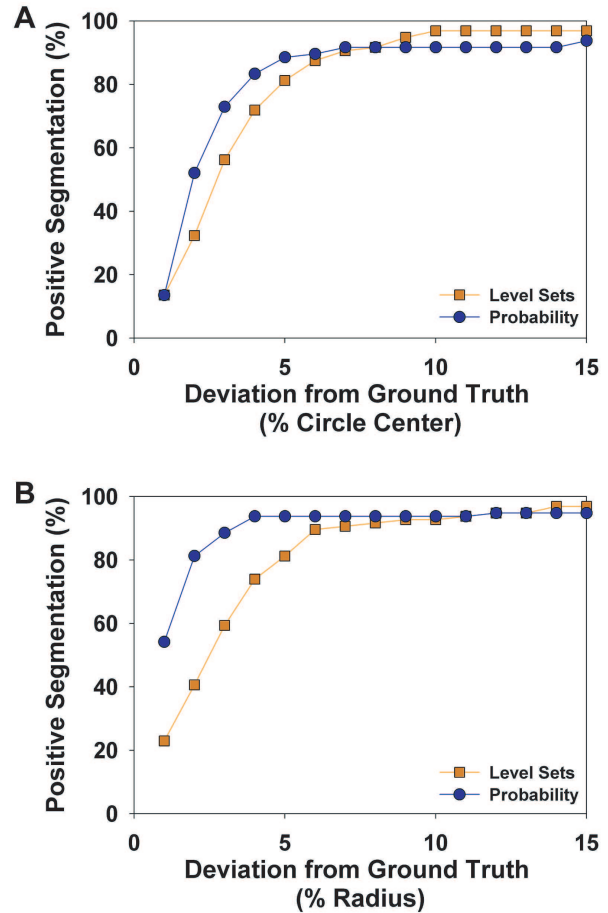 A
Positive Segmentation (%)
100
80
60
40
20
0
Level Sets
Probability
0 5 10 15
Deviation from Ground Truth
(% Circle Center)
B
Positive Segmentation (%)
100
80
60
40
20
0
Level Sets
Probability
0 5 10 15
Deviation from Ground Truth
(% Radius)